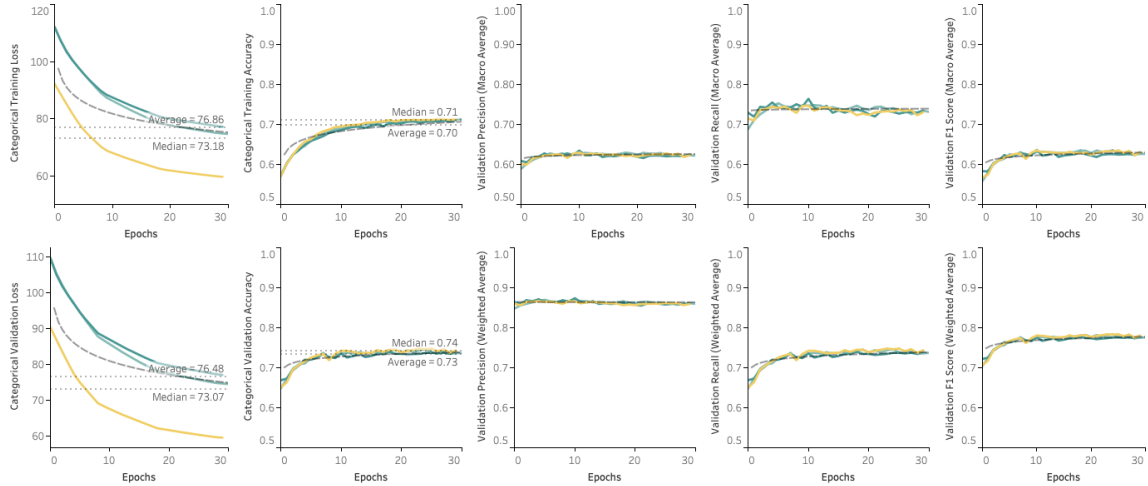 Categorical Training Loss
120
100
80
60
Average = 76.86
Median = 73.18
0 10 20 30
Epochs
Categorical Training Accuracy
1.0
0.9
0.8
0.7
0.6
0.5
Median = 0.71
Average = 0.70
0 10 20 30
Epochs
Validation Precision (Macro Average)
1.00
0.90
0.80
0.70
0.60
0.50
0 10 20 30
Epochs
Validation Recall (Macro Average)
1.0
0.9
0.8
0.7
0.6
0.5
0 10 20 30
Epochs
Validation F1 Score (Macro Average)
1.0
0.9
0.8
0.7
0.6
0.5
0 10 20 30
Epochs
Categorical Validation Loss
110
100
90
80
70
60
Average = 76.48
Median = 73.07
0 10 20 30
Epochs
Categorical Validation Accuracy
1.0
0.9
0.8
0.7
0.6
0.5
Median = 0.74
Average = 0.73
0 10 20 30
Epochs
Validation Precision (Weighted Average)
1.0
0.9
0.8
0.7
0.6
0.5
0 10 20 30
Epochs
Validation Recall (Weighted Average)
1.0
0.9
0.8
0.7
0.6
0.5
0 10 20 30
Epochs
Validation F1 Score (Weighted Average)
1.0
0.9
0.8
0.7
0.6
0.5
0 10 20 30
Epochs